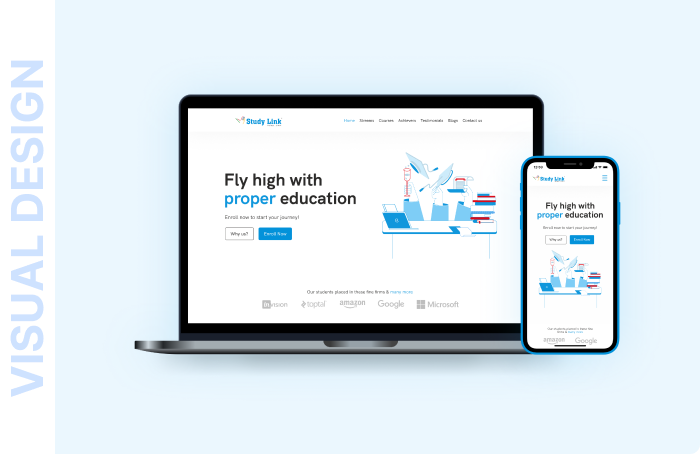 VISUAL DESIGN
Study Link
Home Streams Courses Achievers Testimonials Blogs Contact us
Fly high with
proper education
Enroll now to start your journey!
Why us? Enroll Now
Our students placed in these fine firms & many more
invision toptal amazon Google Microsoft
Study Link
Fly high with
proper education
Enroll now to start your journey!
Why us? Enroll Now
Our students placed in these fine
firms & many more
amazon Google